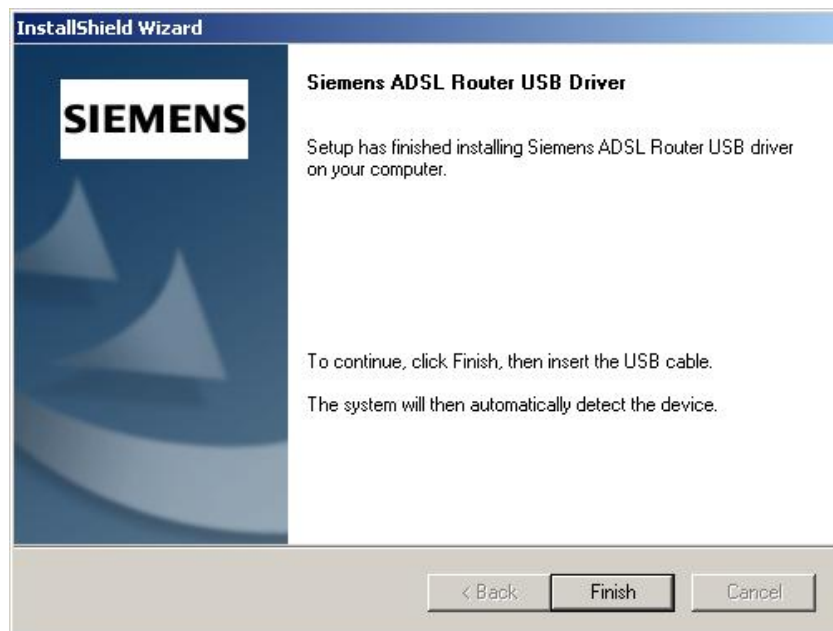 InstallShield Wizard
SIEMENS
Siemens ADSL Router USB Driver
Setup has finished installing Siemens ADSL Router USB driver
on your computer.
To continue, click Finish, then insert the USB cable.
The system will then automatically detect the device.
< Back
Finish
Cancel